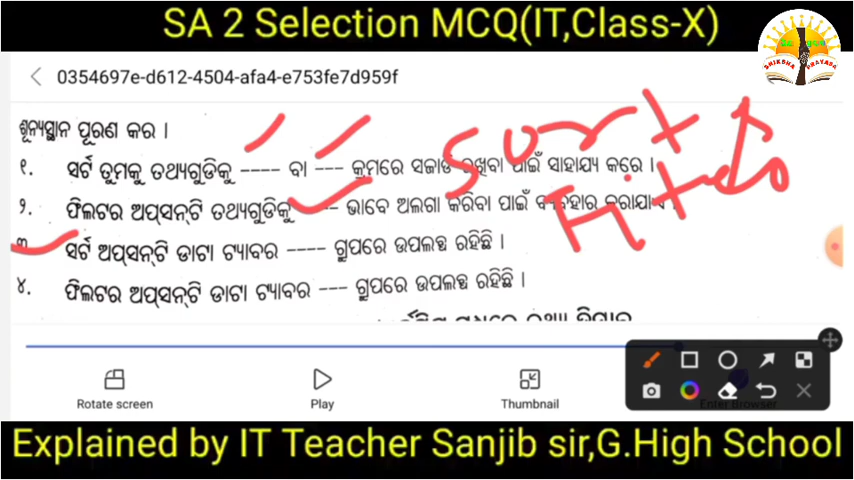 SA 2 Selection MCQ(IT,Class-X)
SHIKSHA PRAYASA
0354697e-d612-4504-afa4-e753fe7d959f
ଶୂନ୍ୟସ୍ଥାନ ପୂରଣ କର ।
୧. ସର୍ଟ ତୁମକୁ ତଥ୍ୟଗୁଡିକୁ ---- ବା --- କ୍ରମରେ ସଜାଡି ରଖିବା ପାଇଁ ସାହାଯ୍ୟ କରେ ।
sort
୨. ଫିଲଟର ଅପ୍‌ସନ୍‌ଟି ତଥ୍ୟଗୁଡିକୁ ---- ଭାବେ ଅଲଗା କରିବା ପାଇଁ ବ୍ୟବହାର କରାଯାଏ ।
୩. ସର୍ଟ ଅପ୍‌ସନ୍‌ଟି ଡାଟା ଟ୍ୟାବର ---- ଗ୍ରୁପରେ ଉପଲବ୍ଧ ରହିଛି ।
୪. ଫିଲଟର ଅପ୍‌ସନ୍‌ଟି ଡାଟା ଟ୍ୟାବର --- ଗ୍ରୁପରେ ଉପଲବ୍ଧ ରହିଛି ।
Rotate screen
Play
Thumbnail
Enter Browser
Explained by IT Teacher Sanjib sir,G.High School